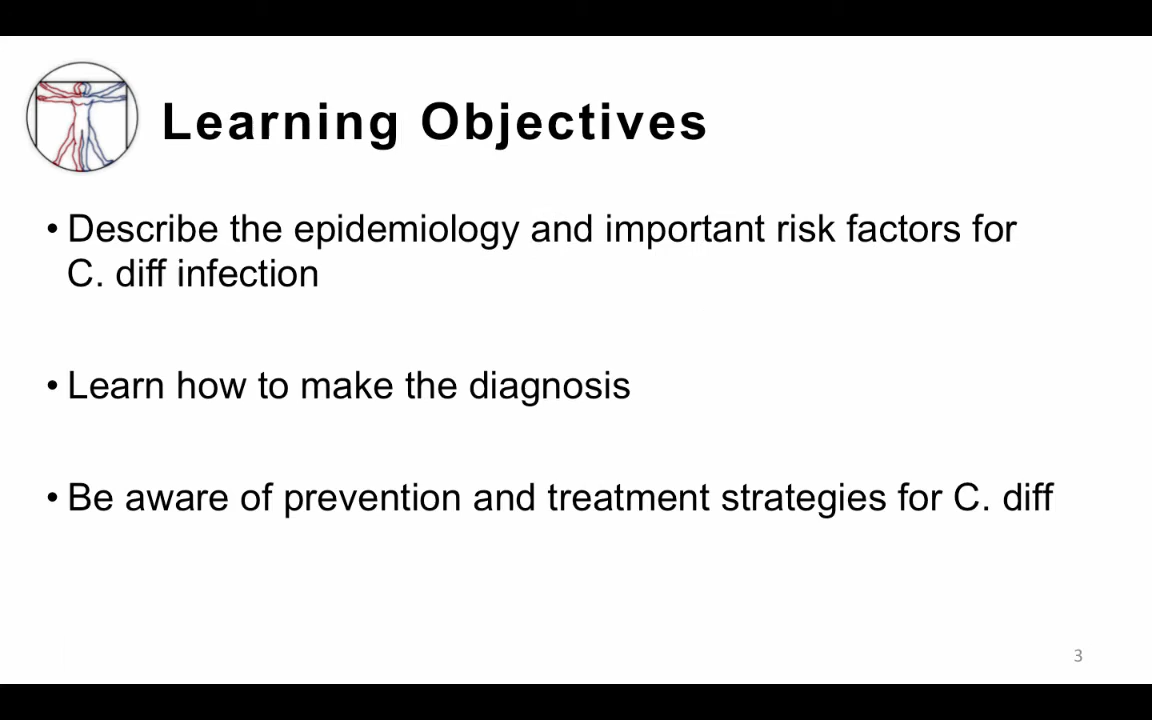 Learning Objectives
• Describe the epidemiology and important risk factors for
C. diff infection
• Learn how to make the diagnosis
• Be aware of prevention and treatment strategies for C. diff
3